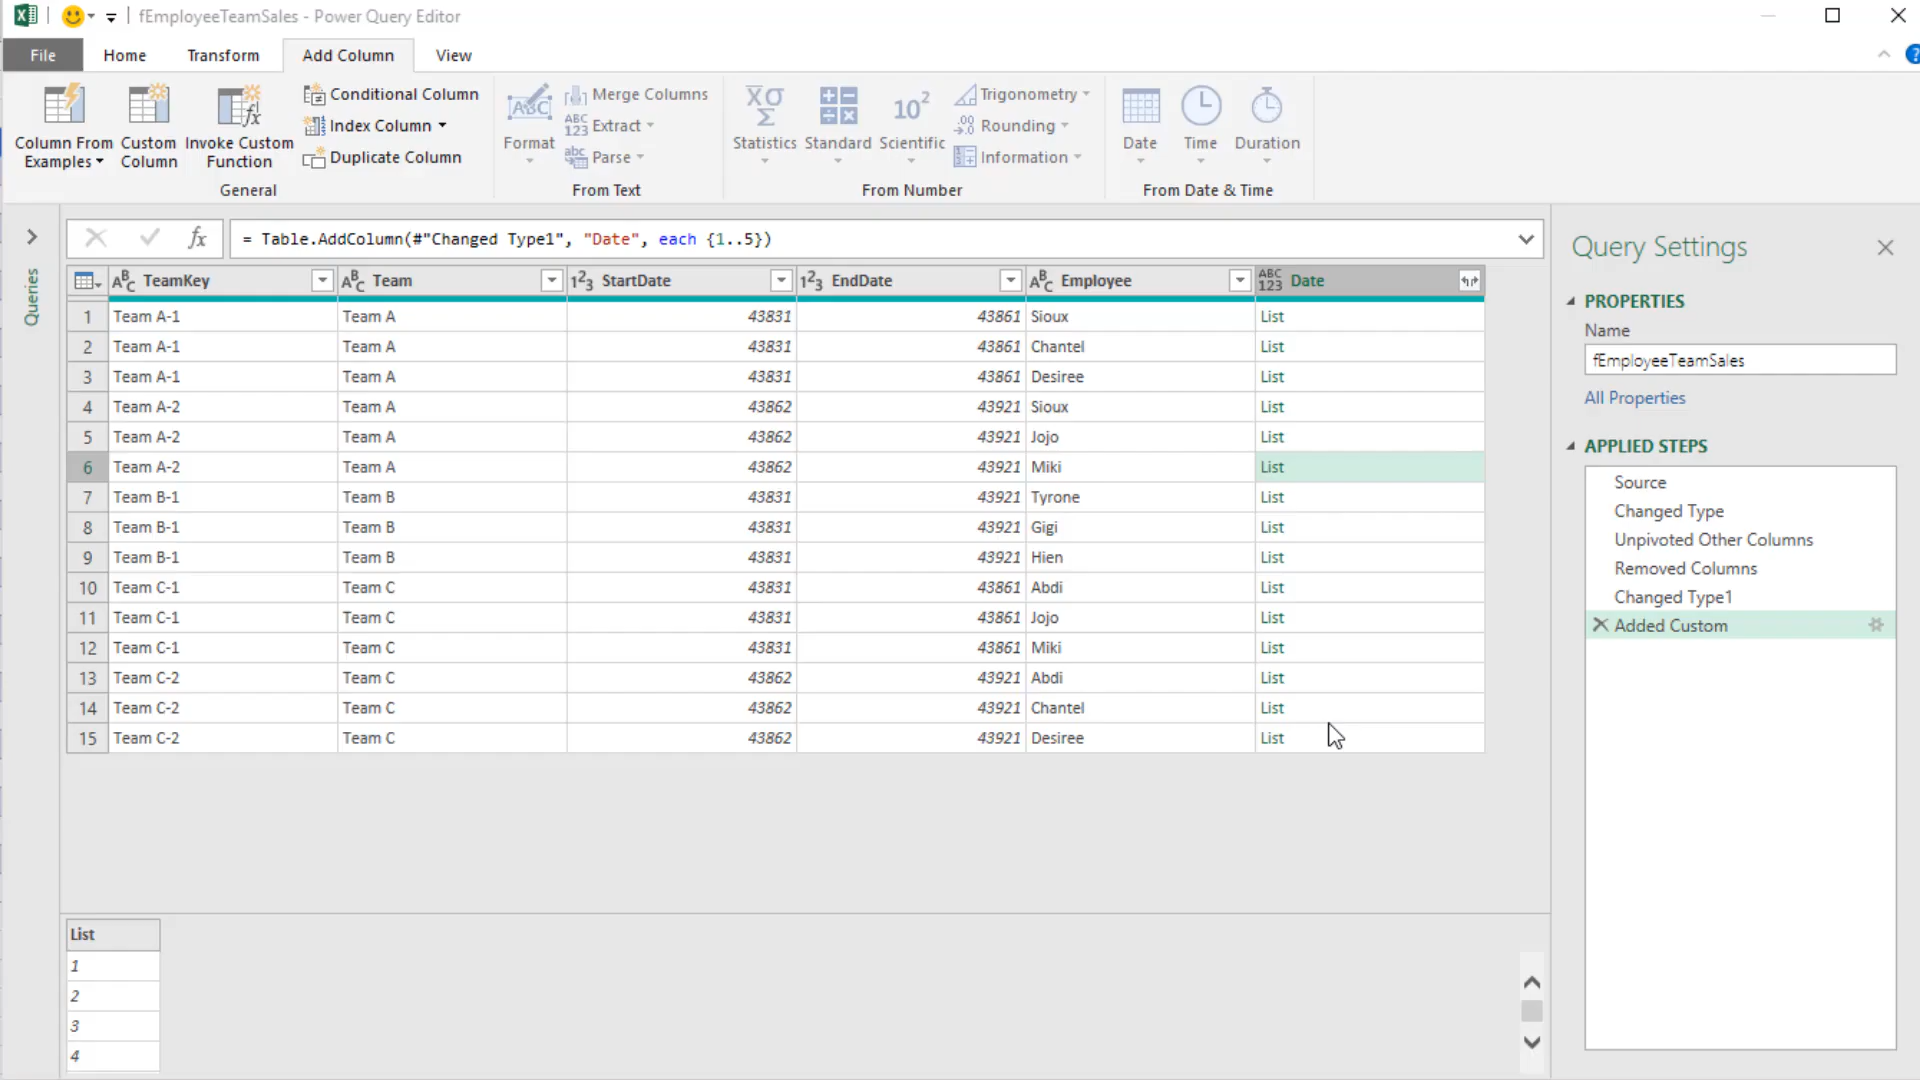 fEmployeeTeamSales - Power Query Editor
File Home Transform Add Column View
Column From Examples
Custom Column
Invoke Custom Function
Conditional Column
Index Column
Duplicate Column
General
Format
Merge Columns
Extract
Parse
From Text
Statistics
Standard
Scientific
Trigonometry
Rounding
Information
From Number
Date
Time
Duration
From Date & Time
Queries
= Table.AddColumn(#"Changed Type1", "Date", each {1..5})
TeamKey Team StartDate EndDate Employee Date
1 Team A-1 Team A 43831 43861 Sioux List
2 Team A-1 Team A 43831 43861 Chantel List
3 Team A-1 Team A 43831 43861 Desiree List
4 Team A-2 Team A 43862 43921 Sioux List
5 Team A-2 Team A 43862 43921 Jojo List
6 Team A-2 Team A 43862 43921 Miki List
7 Team B-1 Team B 43831 43921 Tyrone List
8 Team B-1 Team B 43831 43921 Gigi List
9 Team B-1 Team B 43831 43921 Hien List
10 Team C-1 Team C 43831 43861 Abdi List
11 Team C-1 Team C 43831 43861 Jojo List
12 Team C-1 Team C 43831 43861 Miki List
13 Team C-2 Team C 43862 43921 Abdi List
14 Team C-2 Team C 43862 43921 Chantel List
15 Team C-2 Team C 43862 43921 Desiree List
List
1
2
3
4
Query Settings
PROPERTIES
Name
fEmployeeTeamSales
All Properties
APPLIED STEPS
Source
Changed Type
Unpivoted Other Columns
Removed Columns
Changed Type1
Added Custom